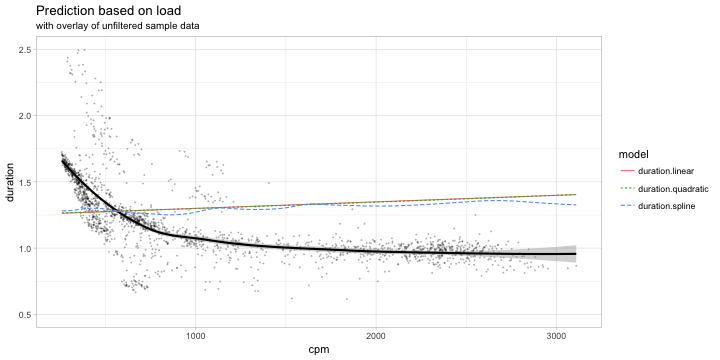 Prediction based on load
with overlay of unfiltered sample data
2.5
2.0
1.5
1.0
0.5
duration
1000
2000
3000
cpm
model
duration.linear
duration.quadratic
duration.spline